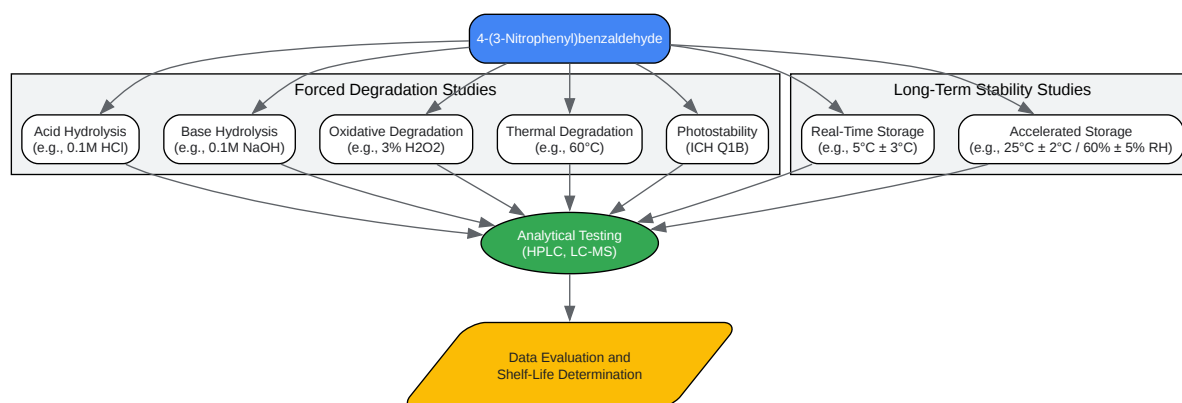 4-(3-Nitrophenyl)benzaldehyde
Forced Degradation Studies
Long-Term Stability Studies
Acid Hydrolysis
(e.g., 0.1M HCl)
Base Hydrolysis
(e.g., 0.1M NaOH)
Oxidative Degradation
(e.g., 3% H2O2)
Thermal Degradation
(e.g., 60°C)
Photostability
(ICH Q1B)
Real-Time Storage
(e.g., 5°C ± 3°C)
Accelerated Storage
(e.g., 25°C ± 2°C / 60% ± 5% RH)
Analytical Testing
(HPLC, LC-MS)
Data Evaluation and
Shelf-Life Determination